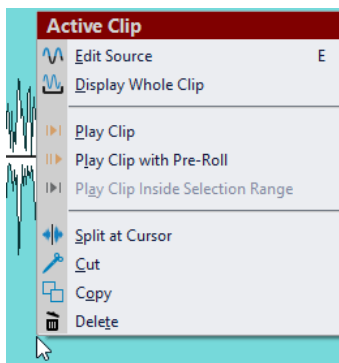 Active Clip
Edit Source E
Display Whole Clip
Play Clip
Play Clip with Pre-Roll
Play Clip Inside Selection Range
Split at Cursor
Cut
Copy
Delete